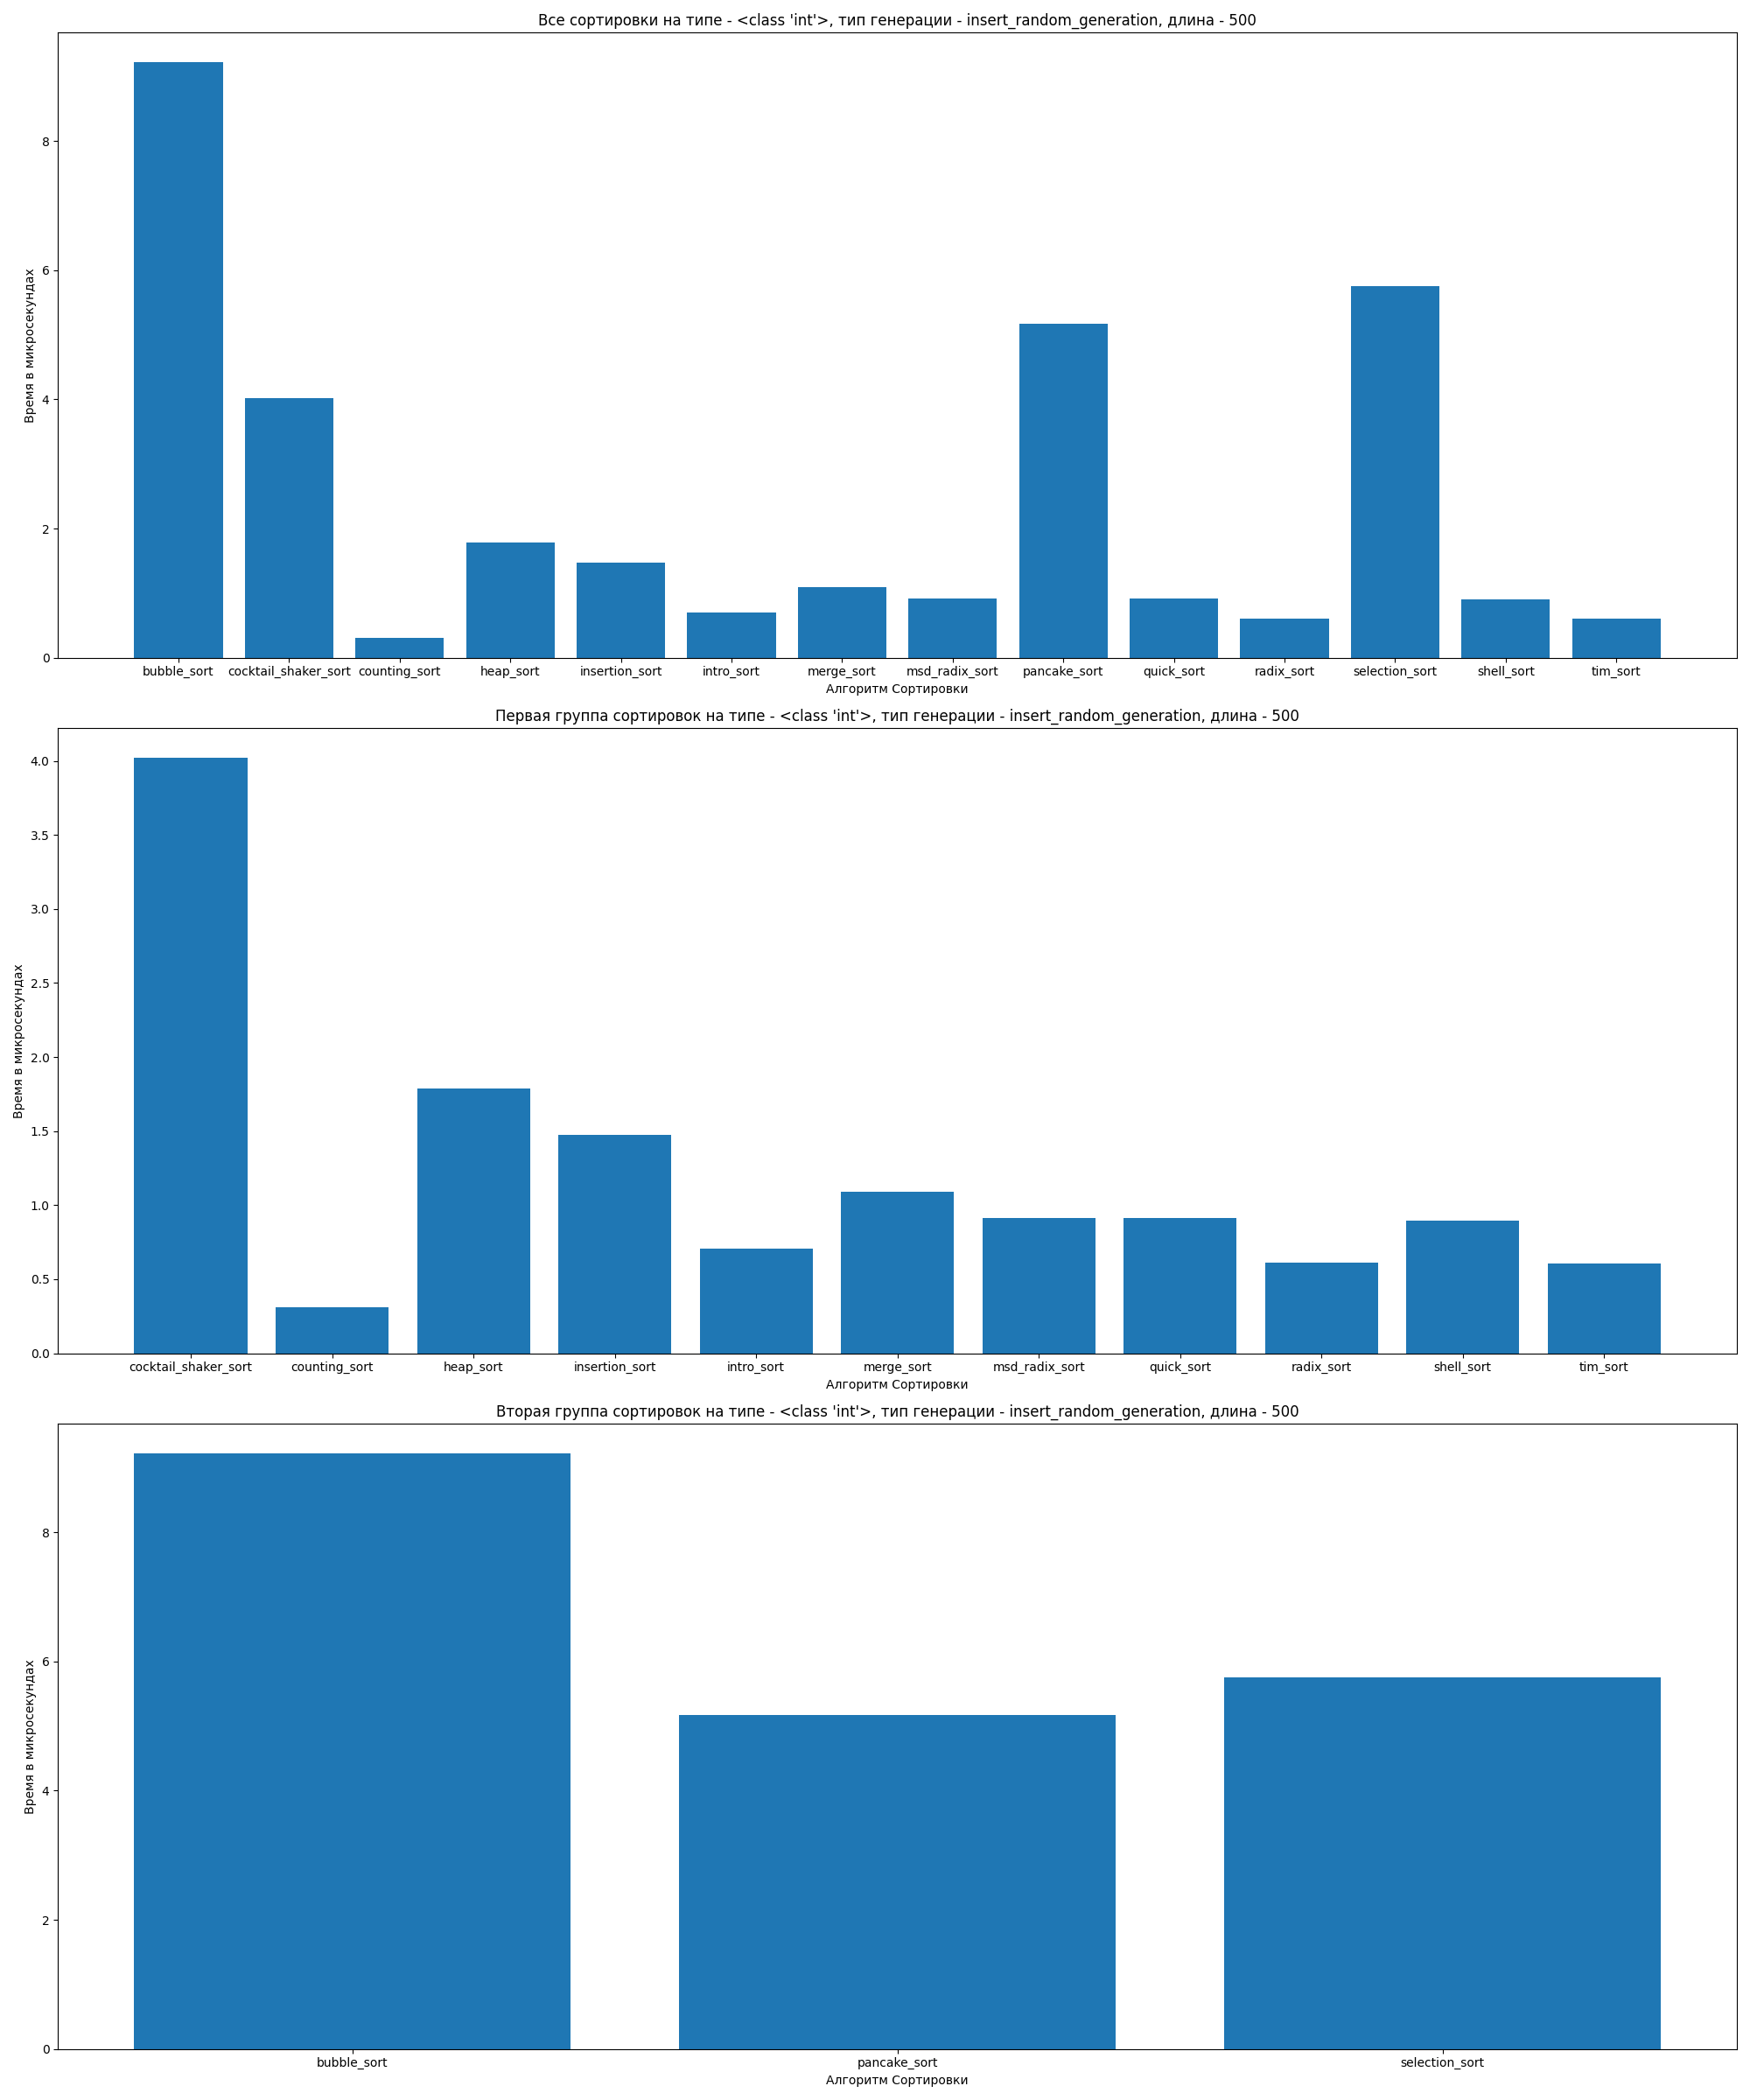 Все сортировки на типе - <class 'int'>, тип генерации - insert_random_generation, длина - 500
Время в микросекундах
8
6
4
2
0
bubble_sort cocktail_shaker_sort counting_sort heap_sort insertion_sort intro_sort merge_sort msd_radix_sort pancake_sort quick_sort radix_sort selection_sort shell_sort tim_sort
Алгоритм Сортировки
Первая группа сортировок на типе - <class 'int'>, тип генерации - insert_random_generation, длина - 500
Время в микросекундах
4.0
3.5
3.0
2.5
2.0
1.5
1.0
0.5
0.0
cocktail_shaker_sort counting_sort heap_sort insertion_sort intro_sort merge_sort msd_radix_sort quick_sort radix_sort shell_sort tim_sort
Алгоритм Сортировки
Вторая группа сортировок на типе - <class 'int'>, тип генерации - insert_random_generation, длина - 500
Время в микросекундах
8
6
4
2
0
bubble_sort pancake_sort selection_sort
Алгоритм Сортировки